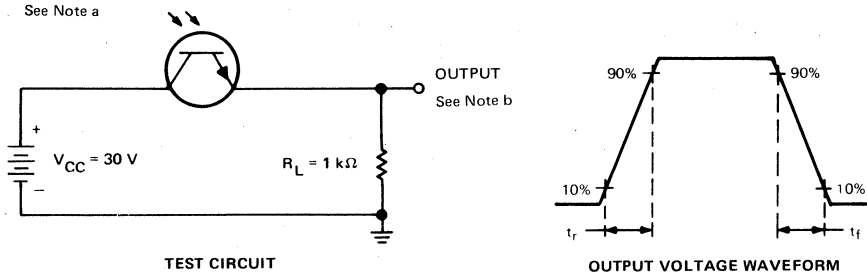 See Note a
OUTPUT
See Note b
+
V_CC = 30 V
−
R_L = 1 kΩ
TEST CIRCUIT
90%
90%
10%
10%
t_r
t_f
OUTPUT VOLTAGE WAVEFORM